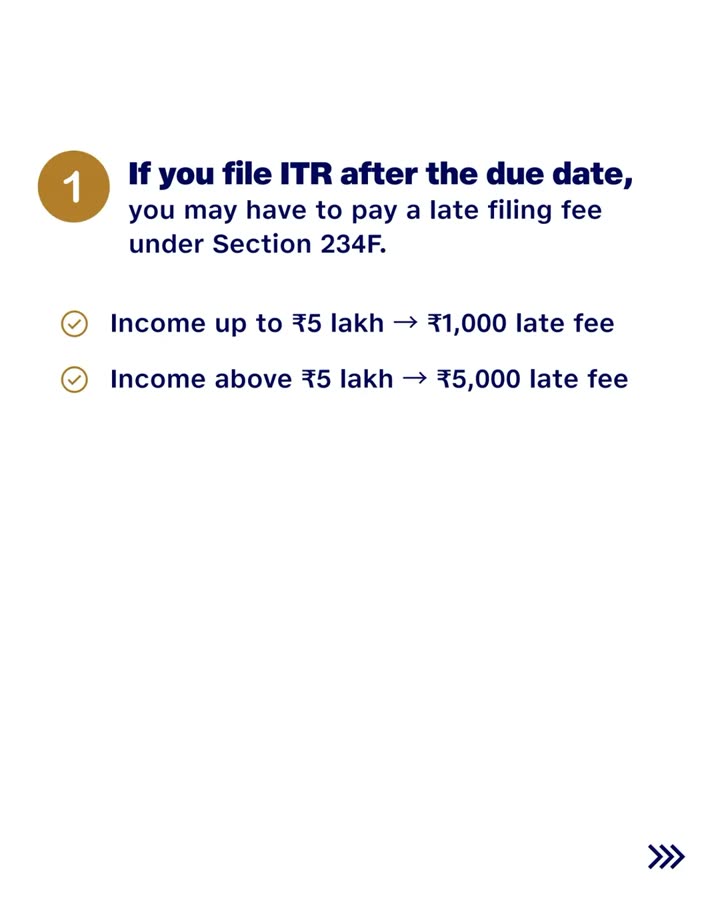 1
If you file ITR after the due date,
you may have to pay a late filing fee
under Section 234F.
Income up to ₹5 lakh → ₹1,000 late fee
Income above ₹5 lakh → ₹5,000 late fee